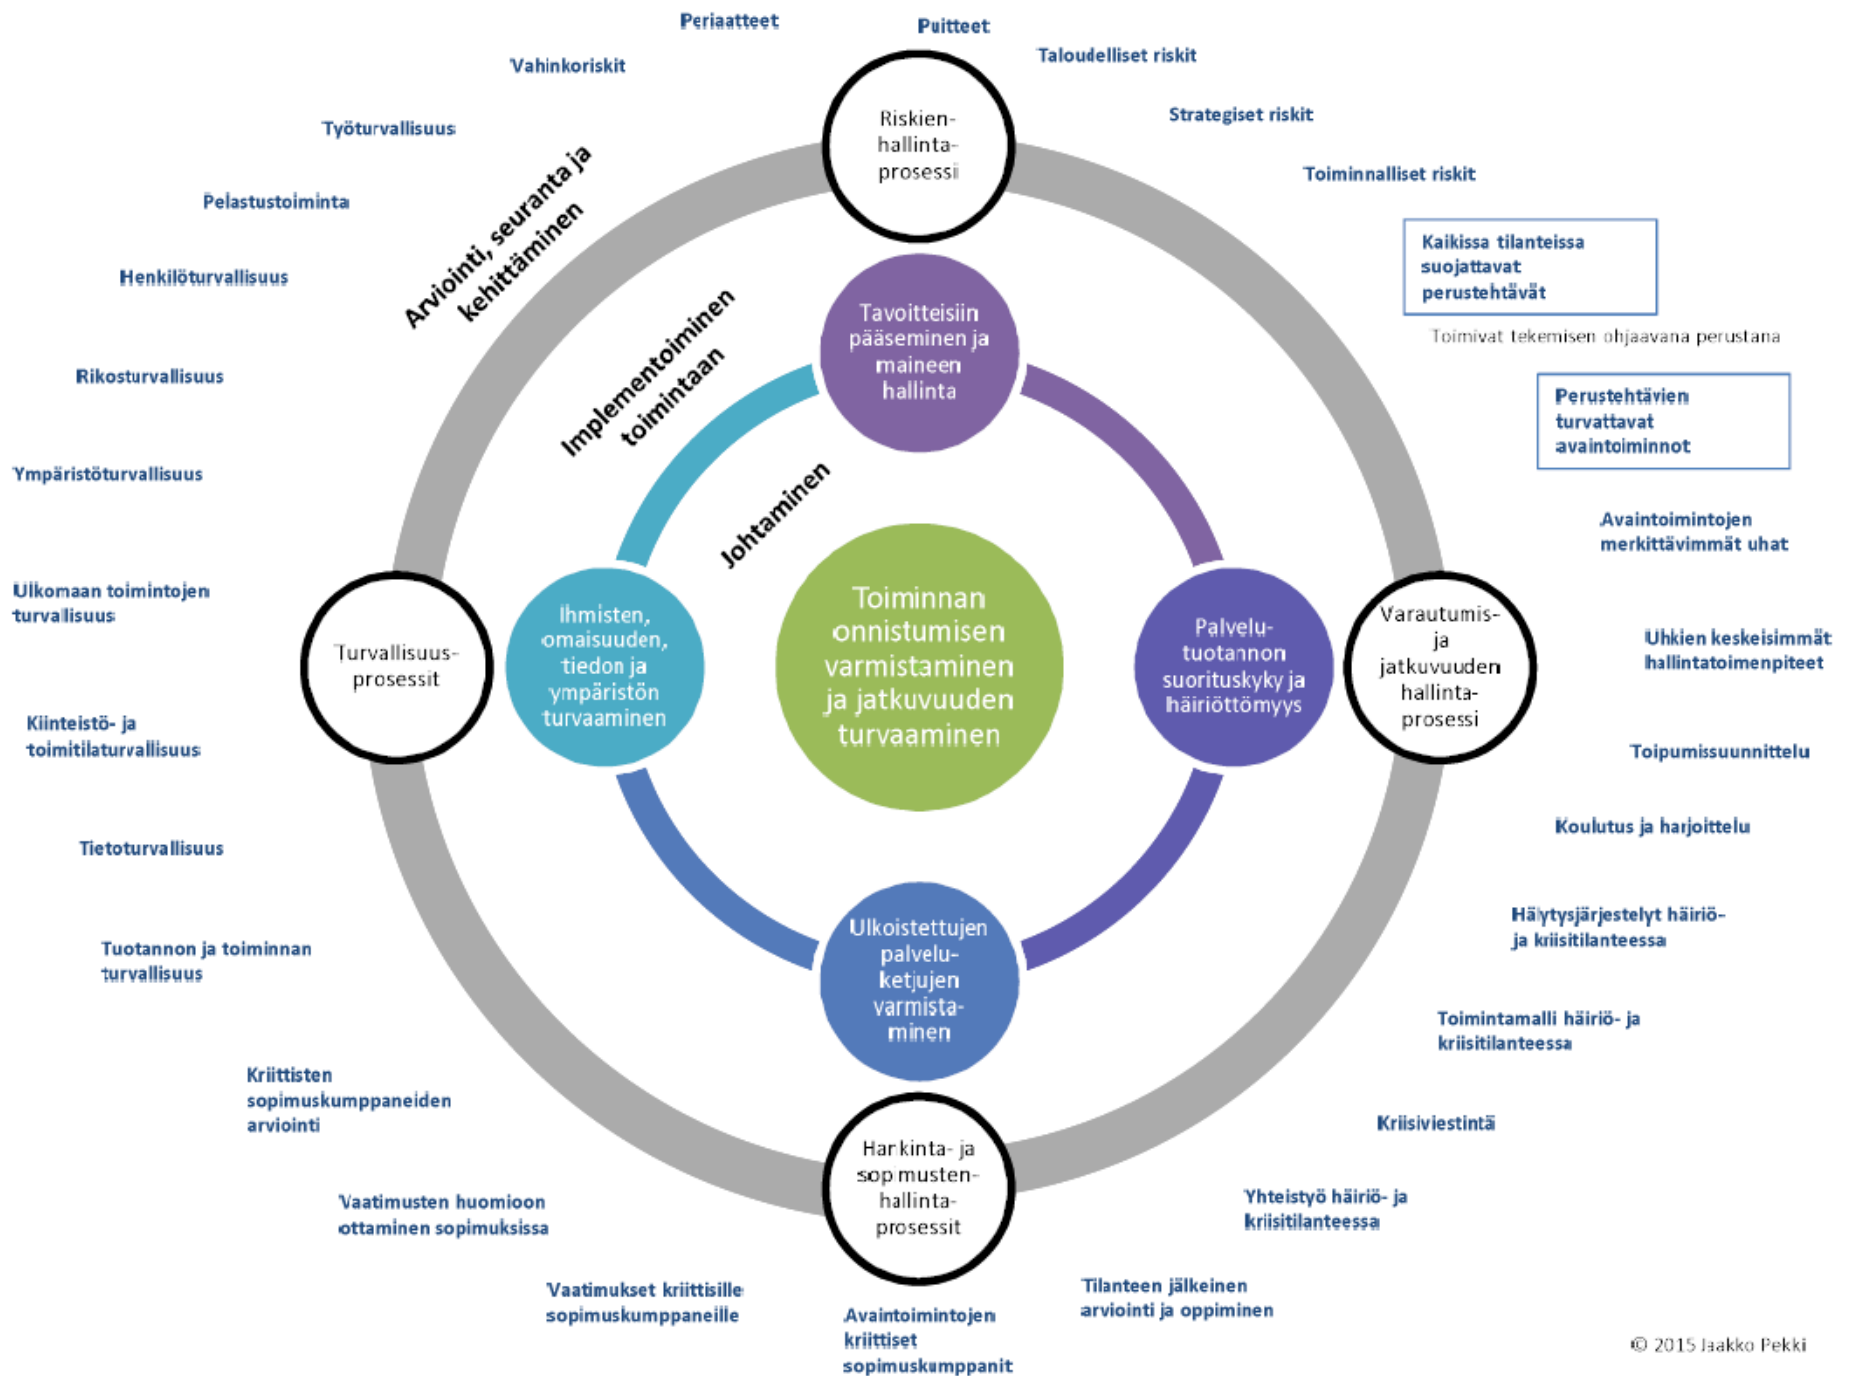 Periaatteet
Puitteet
Taloudelliset riskit
Vahinkoriskit
Strategiset riskit
Työturvallisuus
Toiminnalliset riskit
Pelastustoiminta
Henkilöturvallisuus
Rikosturvallisuus
Ympäristöturvallisuus
Ulkomaan toimintojen
turvallisuus
Kiinteistö- ja
toimitilaturvallisuus
Tietoturvallisuus
Tuotannon ja toiminnan
turvallisuus
Kriittisten
sopimuskumppaneiden
arviointi
Vaatimusten huomioon
ottaminen sopimuksissa
Vaatimukset kriittisille
sopimuskumppaneille
Avaintoimintojen
kriittiset
sopimuskumppanit
Arviointi, seuranta ja
kehittäminen
Implementoiminen
toimintaan
Johtaminen
Riskien-
hallinta-
prosessi
Tavoitteisiin
pääseminen ja
maineen
hallinta
Turvallisuus-
prosessit
Ihmisten,
omaisuuden,
tiedon ja
ympäristön
turvaaminen
Toiminnan
onnistumisen
varmistaminen
ja jatkuvuuden
turvaaminen
Palvelu-
tuotannon
suorituskyky ja
häiriöttömyys
Varautumis-
ja
jatkuvuuden
hallinta-
prosessi
Ulkoistettujen
palvelu-
ketjujen
varmista-
minen
Hankinta- ja
sopimusten-
hallinta-
prosessit
Kaikissa tilanteissa
suojattavat
perustehtävät
Toimivat tekemisen ohjaavana perustana
Perustehtävien
turvattavat
avaintoiminnot
Avaintoimintojen
merkittävimmät uhat
Uhkien keskeisimmät
hallintatoimenpiteet
Toipumissuunnittelu
Koulutus ja harjoittelu
Hälytysjärjestelyt häiriö-
ja kriisitilanteessa
Toimintamalli häiriö- ja
kriisitilanteessa
Kriisiviestintä
Yhteistyö häiriö- ja
kriisitilanteessa
Tilanteen jälkeinen
arviointi ja oppiminen
© 2015 Jaakko Pekki